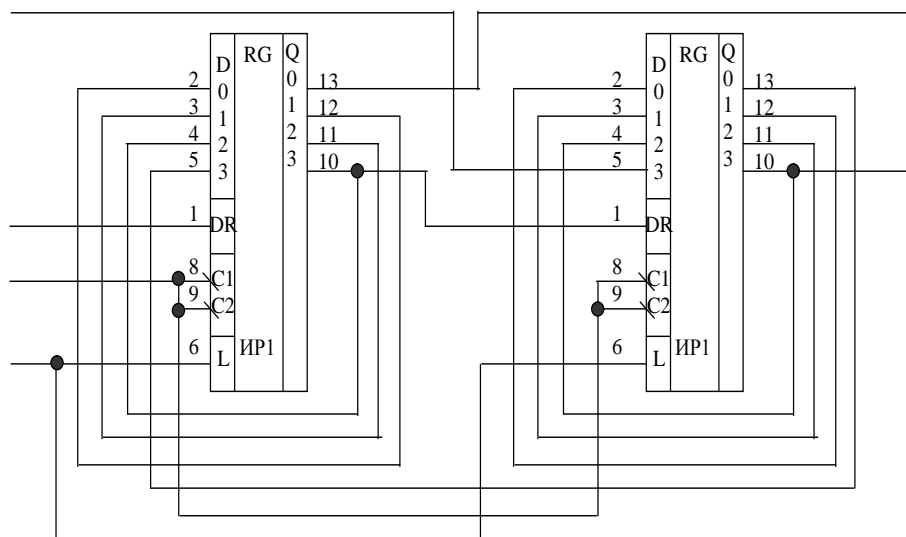 RG Q RG Q
D D
2 0 0 13 2 0 0 13
3 1 1 12 3 1 1 12
4 2 2 11 4 2 2 11
5 3 3 10 5 3 3 10
1 DR 1 DR
8 C1 8 C1
9 C2 9 C2
6 L ИР1 6 L ИР1